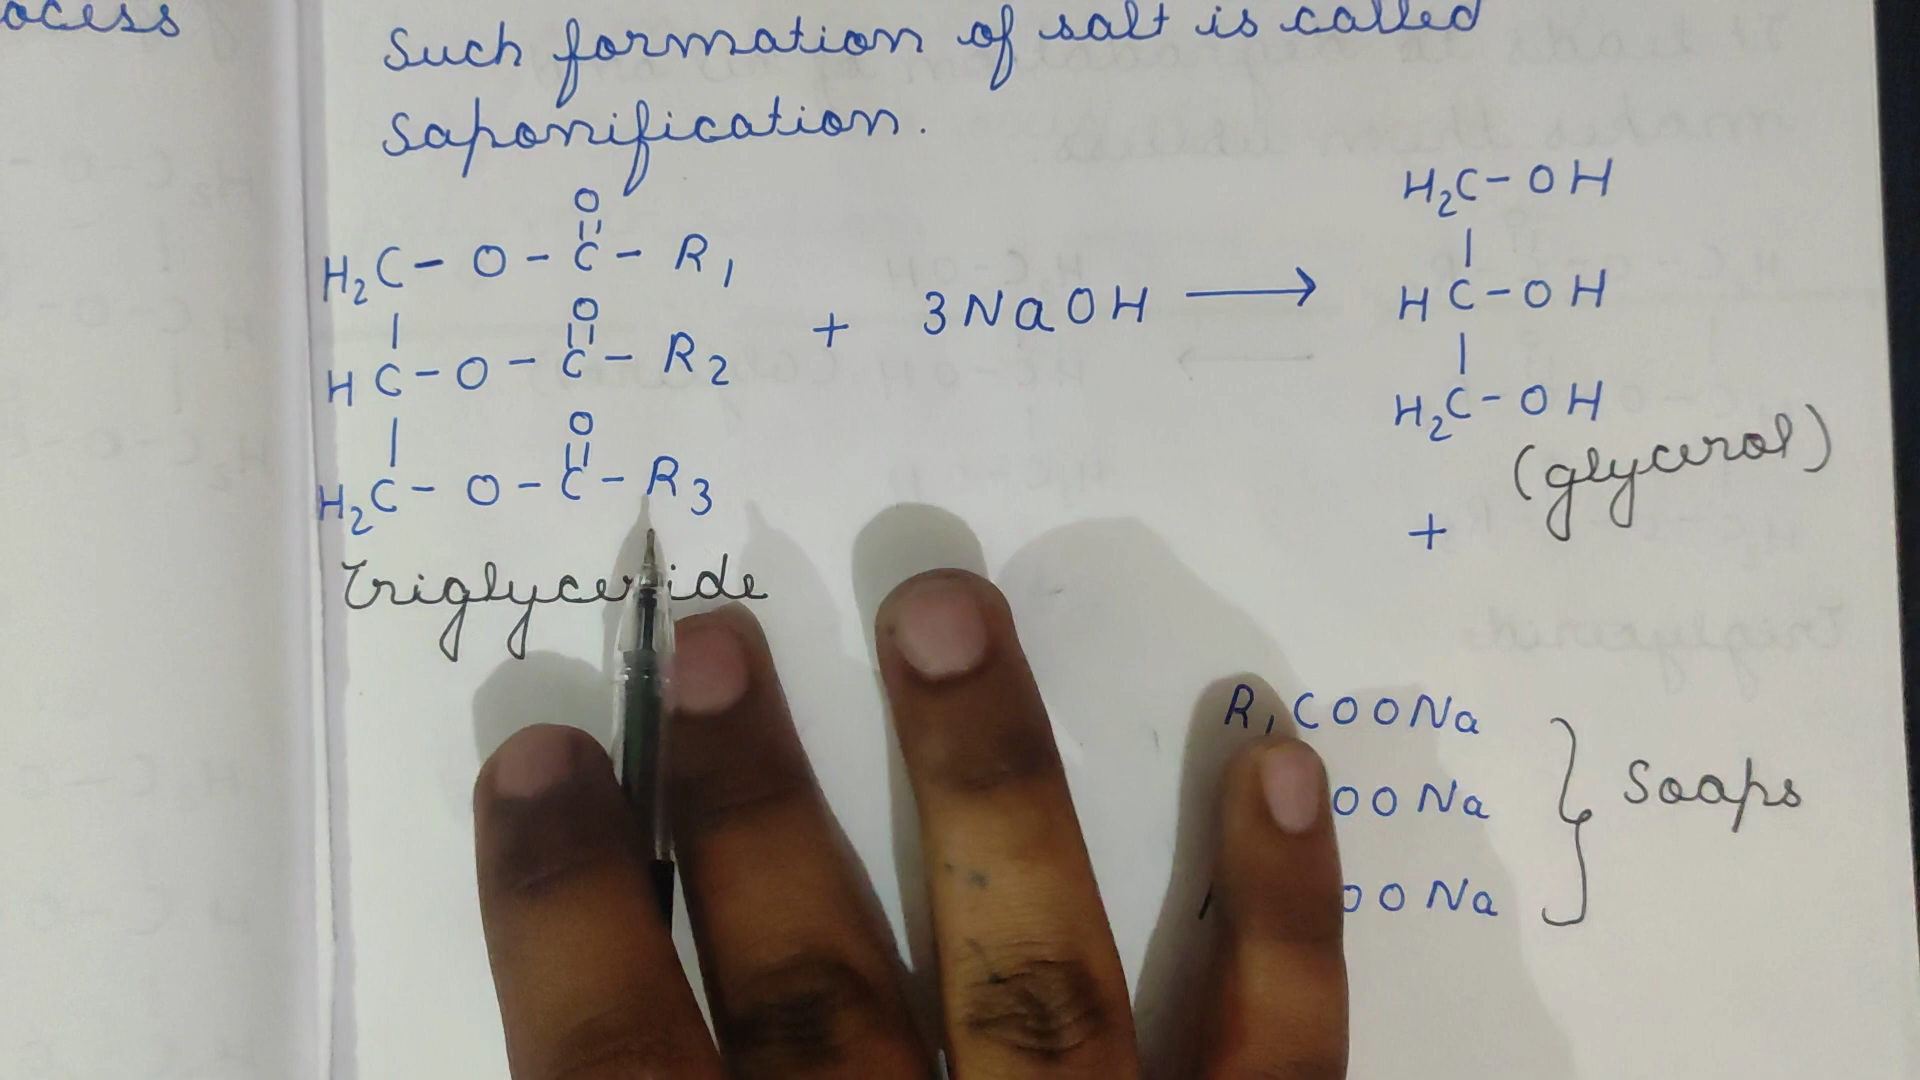 ocess
Such formation of salt is called
Saponification.
O
||
H₂C - O - C - R₁
|
O
||
HC - O - C - R₂
|
O
||
H₂C - O - C - R₃
Triglyceride
+ 3NaOH ⟶
H₂C - OH
|
HC - OH
|
H₂C - OH
(glycerol)
+
R₁COONa
OONa
OONa
} Soaps